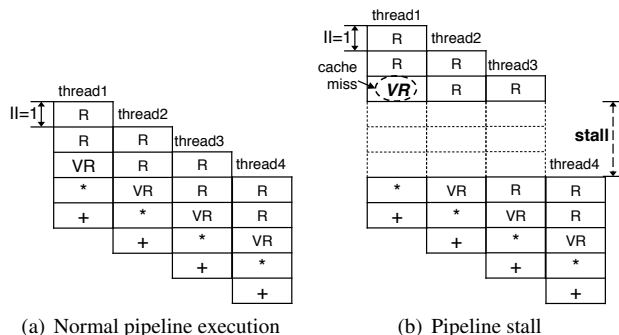 thread1
II=1
R
thread2
R
R
thread3
cache
miss
VR
R
R
stall
thread4
* VR R R
+ * VR R
+ * VR
+ *
+
(b) Pipeline stall
thread1
II=1
R
thread2
R
R
thread3
VR
R
R
thread4
* VR R R
+ * VR R
+ * VR
+ *
+
(a) Normal pipeline execution